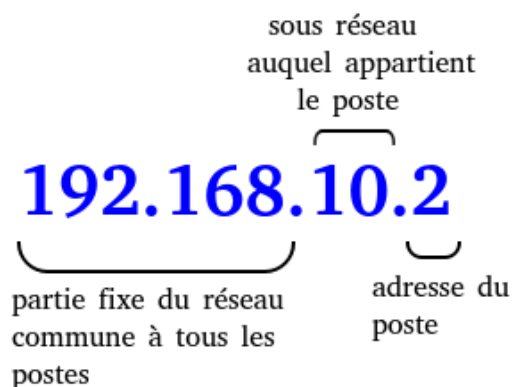 sous réseau
auquel appartient
le poste
192.168.10.2
partie fixe du réseau
commune à tous les
postes
adresse du
poste